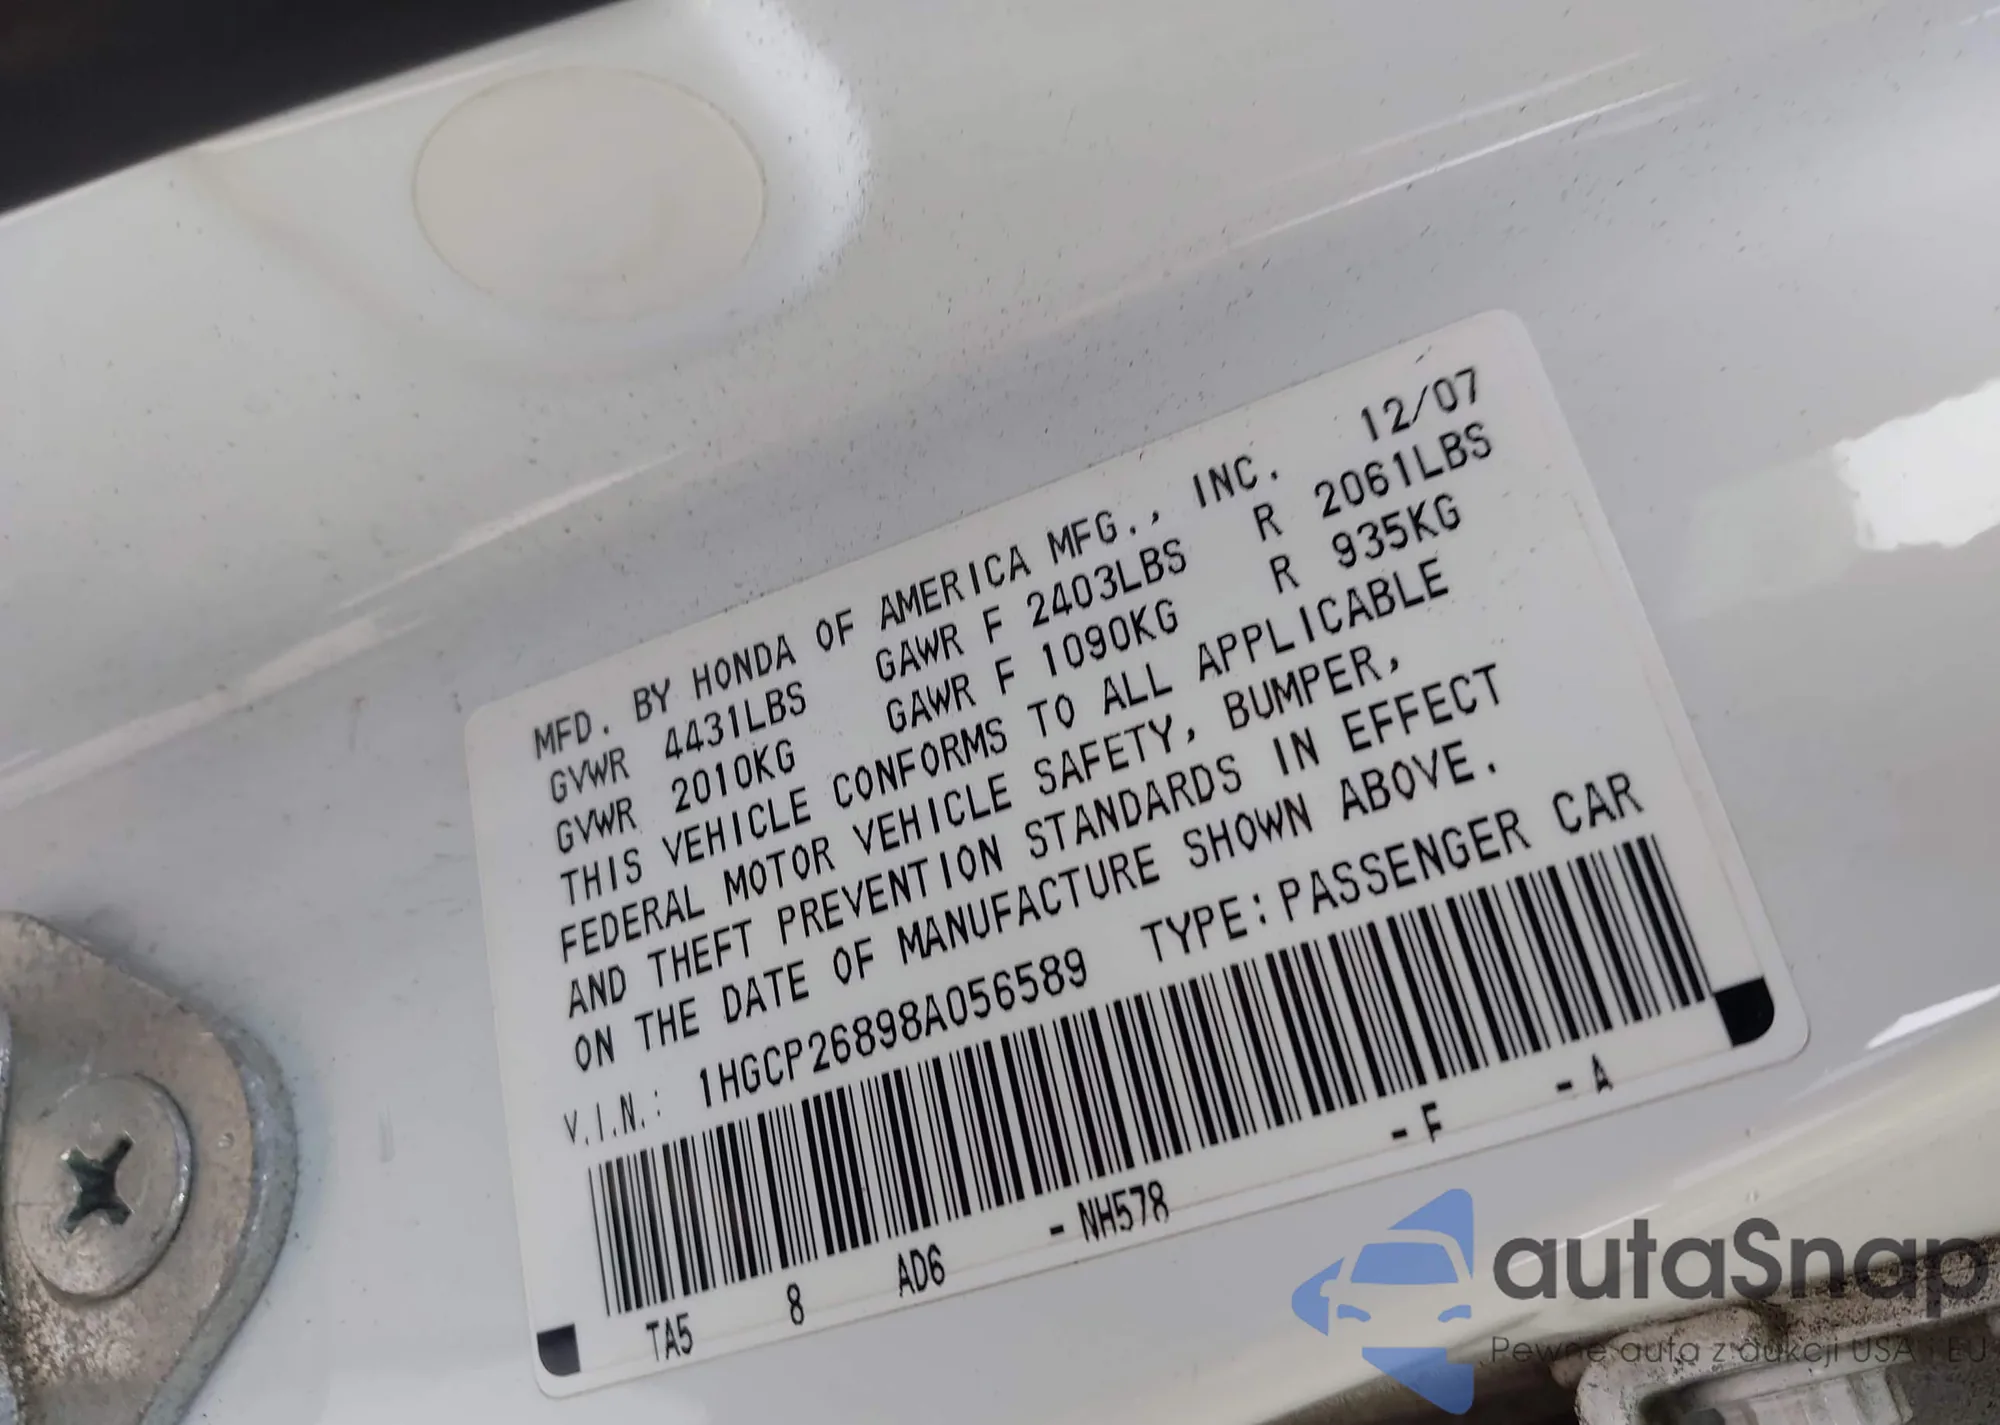 MFD. BY HONDA OF AMERICA MFG., INC. 12/07
GVWR 4431LBS GAWR F 2403LBS R 2061LBS
GVWR 2010KG GAWR F 1090KG R 935KG
THIS VEHICLE CONFORMS TO ALL APPLICABLE
FEDERAL MOTOR VEHICLE SAFETY, BUMPER,
AND THEFT PREVENTION STANDARDS IN EFFECT
ON THE DATE OF MANUFACTURE SHOWN ABOVE.
V.I.N.: 1HGCP26898A056589 TYPE:PASSENGER CAR
TA5 8 AD6 -NH578 -F -A
autaSnap
Pewne auta z aukcji USA i EU